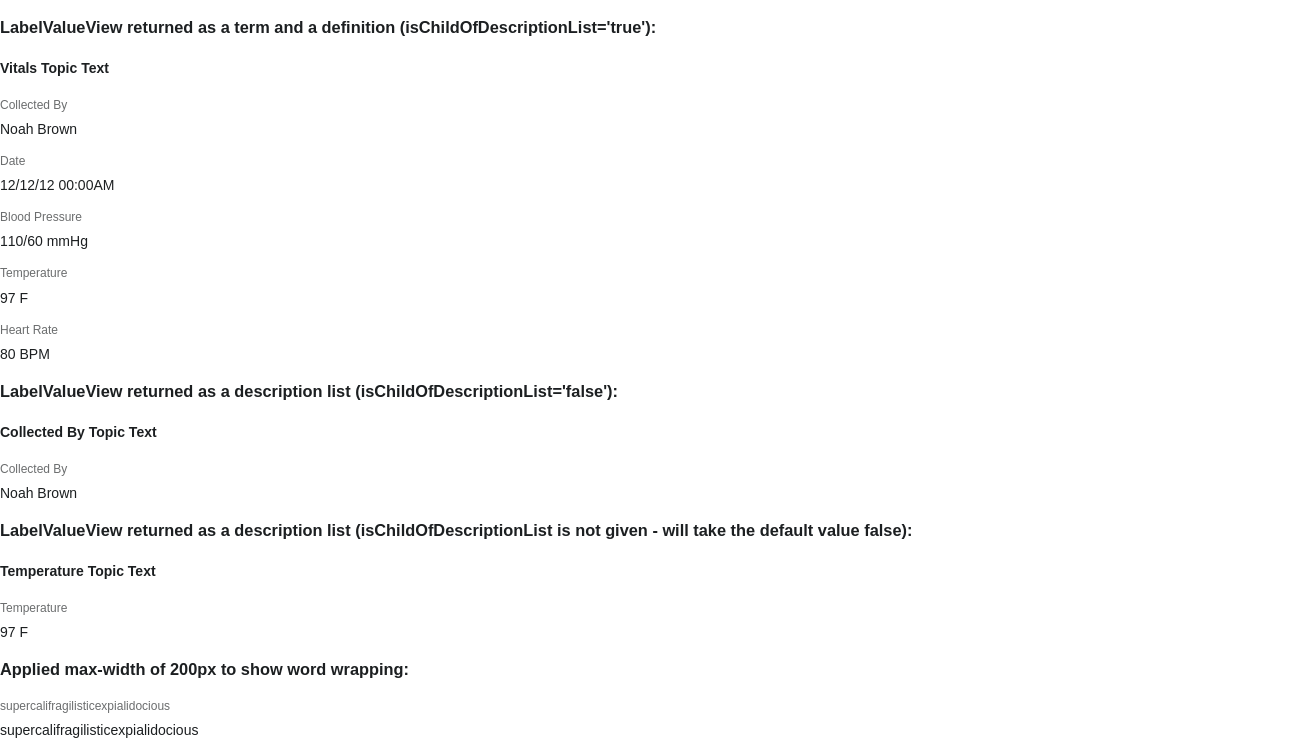 LabelValueView returned as a term and a definition (isChildOfDescriptionList='true'):
Vitals Topic Text
Collected By
Noah Brown
Date
12/12/12 00:00AM
Blood Pressure
110/60 mmHg
Temperature
97 F
Heart Rate
80 BPM
LabelValueView returned as a description list (isChildOfDescriptionList='false'):
Collected By Topic Text
Collected By
Noah Brown
LabelValueView returned as a description list (isChildOfDescriptionList is not given - will take the default value false):
Temperature Topic Text
Temperature
97 F
Applied max-width of 200px to show word wrapping:
supercalifragilisticexpialidocious
supercalifragilisticexpialidocious